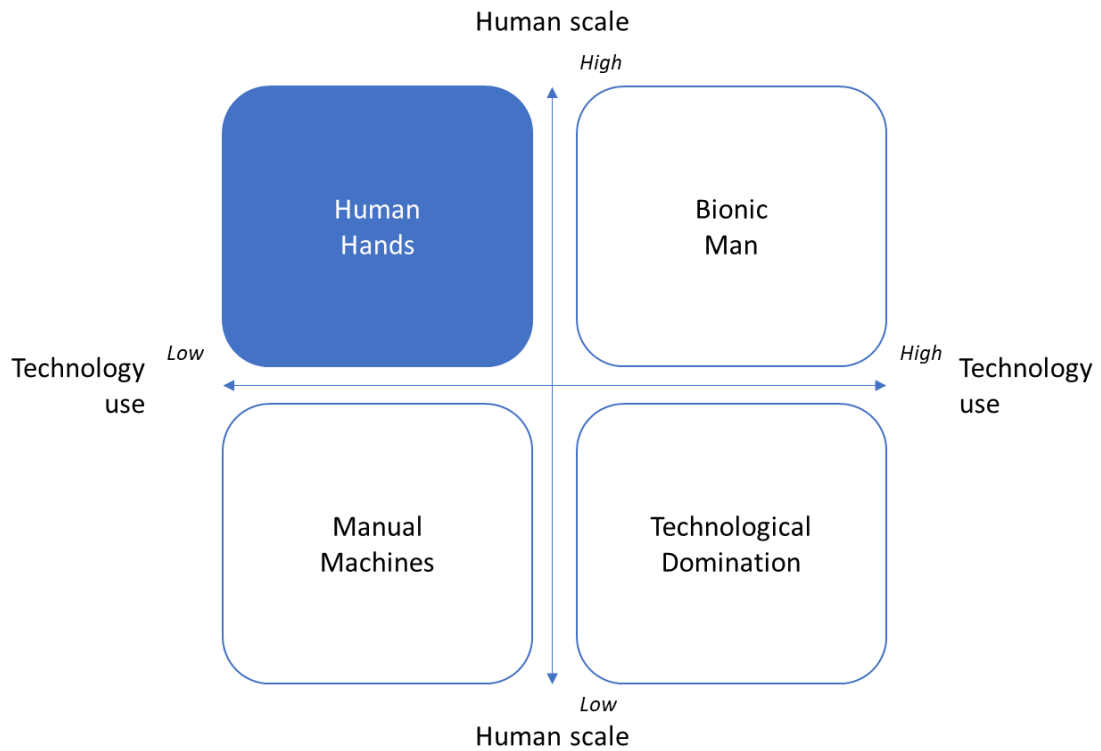 Human scale
High
Human
Hands
Bionic
Man
Low
High
Technology
use
Technology
use
Manual
Machines
Technological
Domination
Low
Human scale